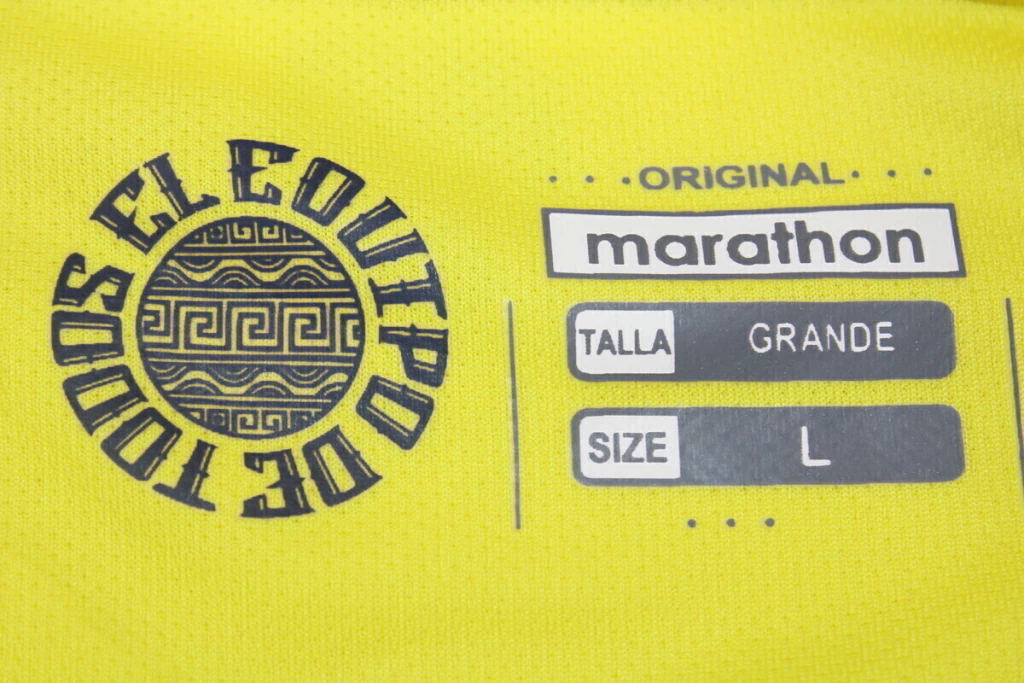 EL EQUIPO DE TODOS
ORIGINAL
marathon
TALLA GRANDE
SIZE L